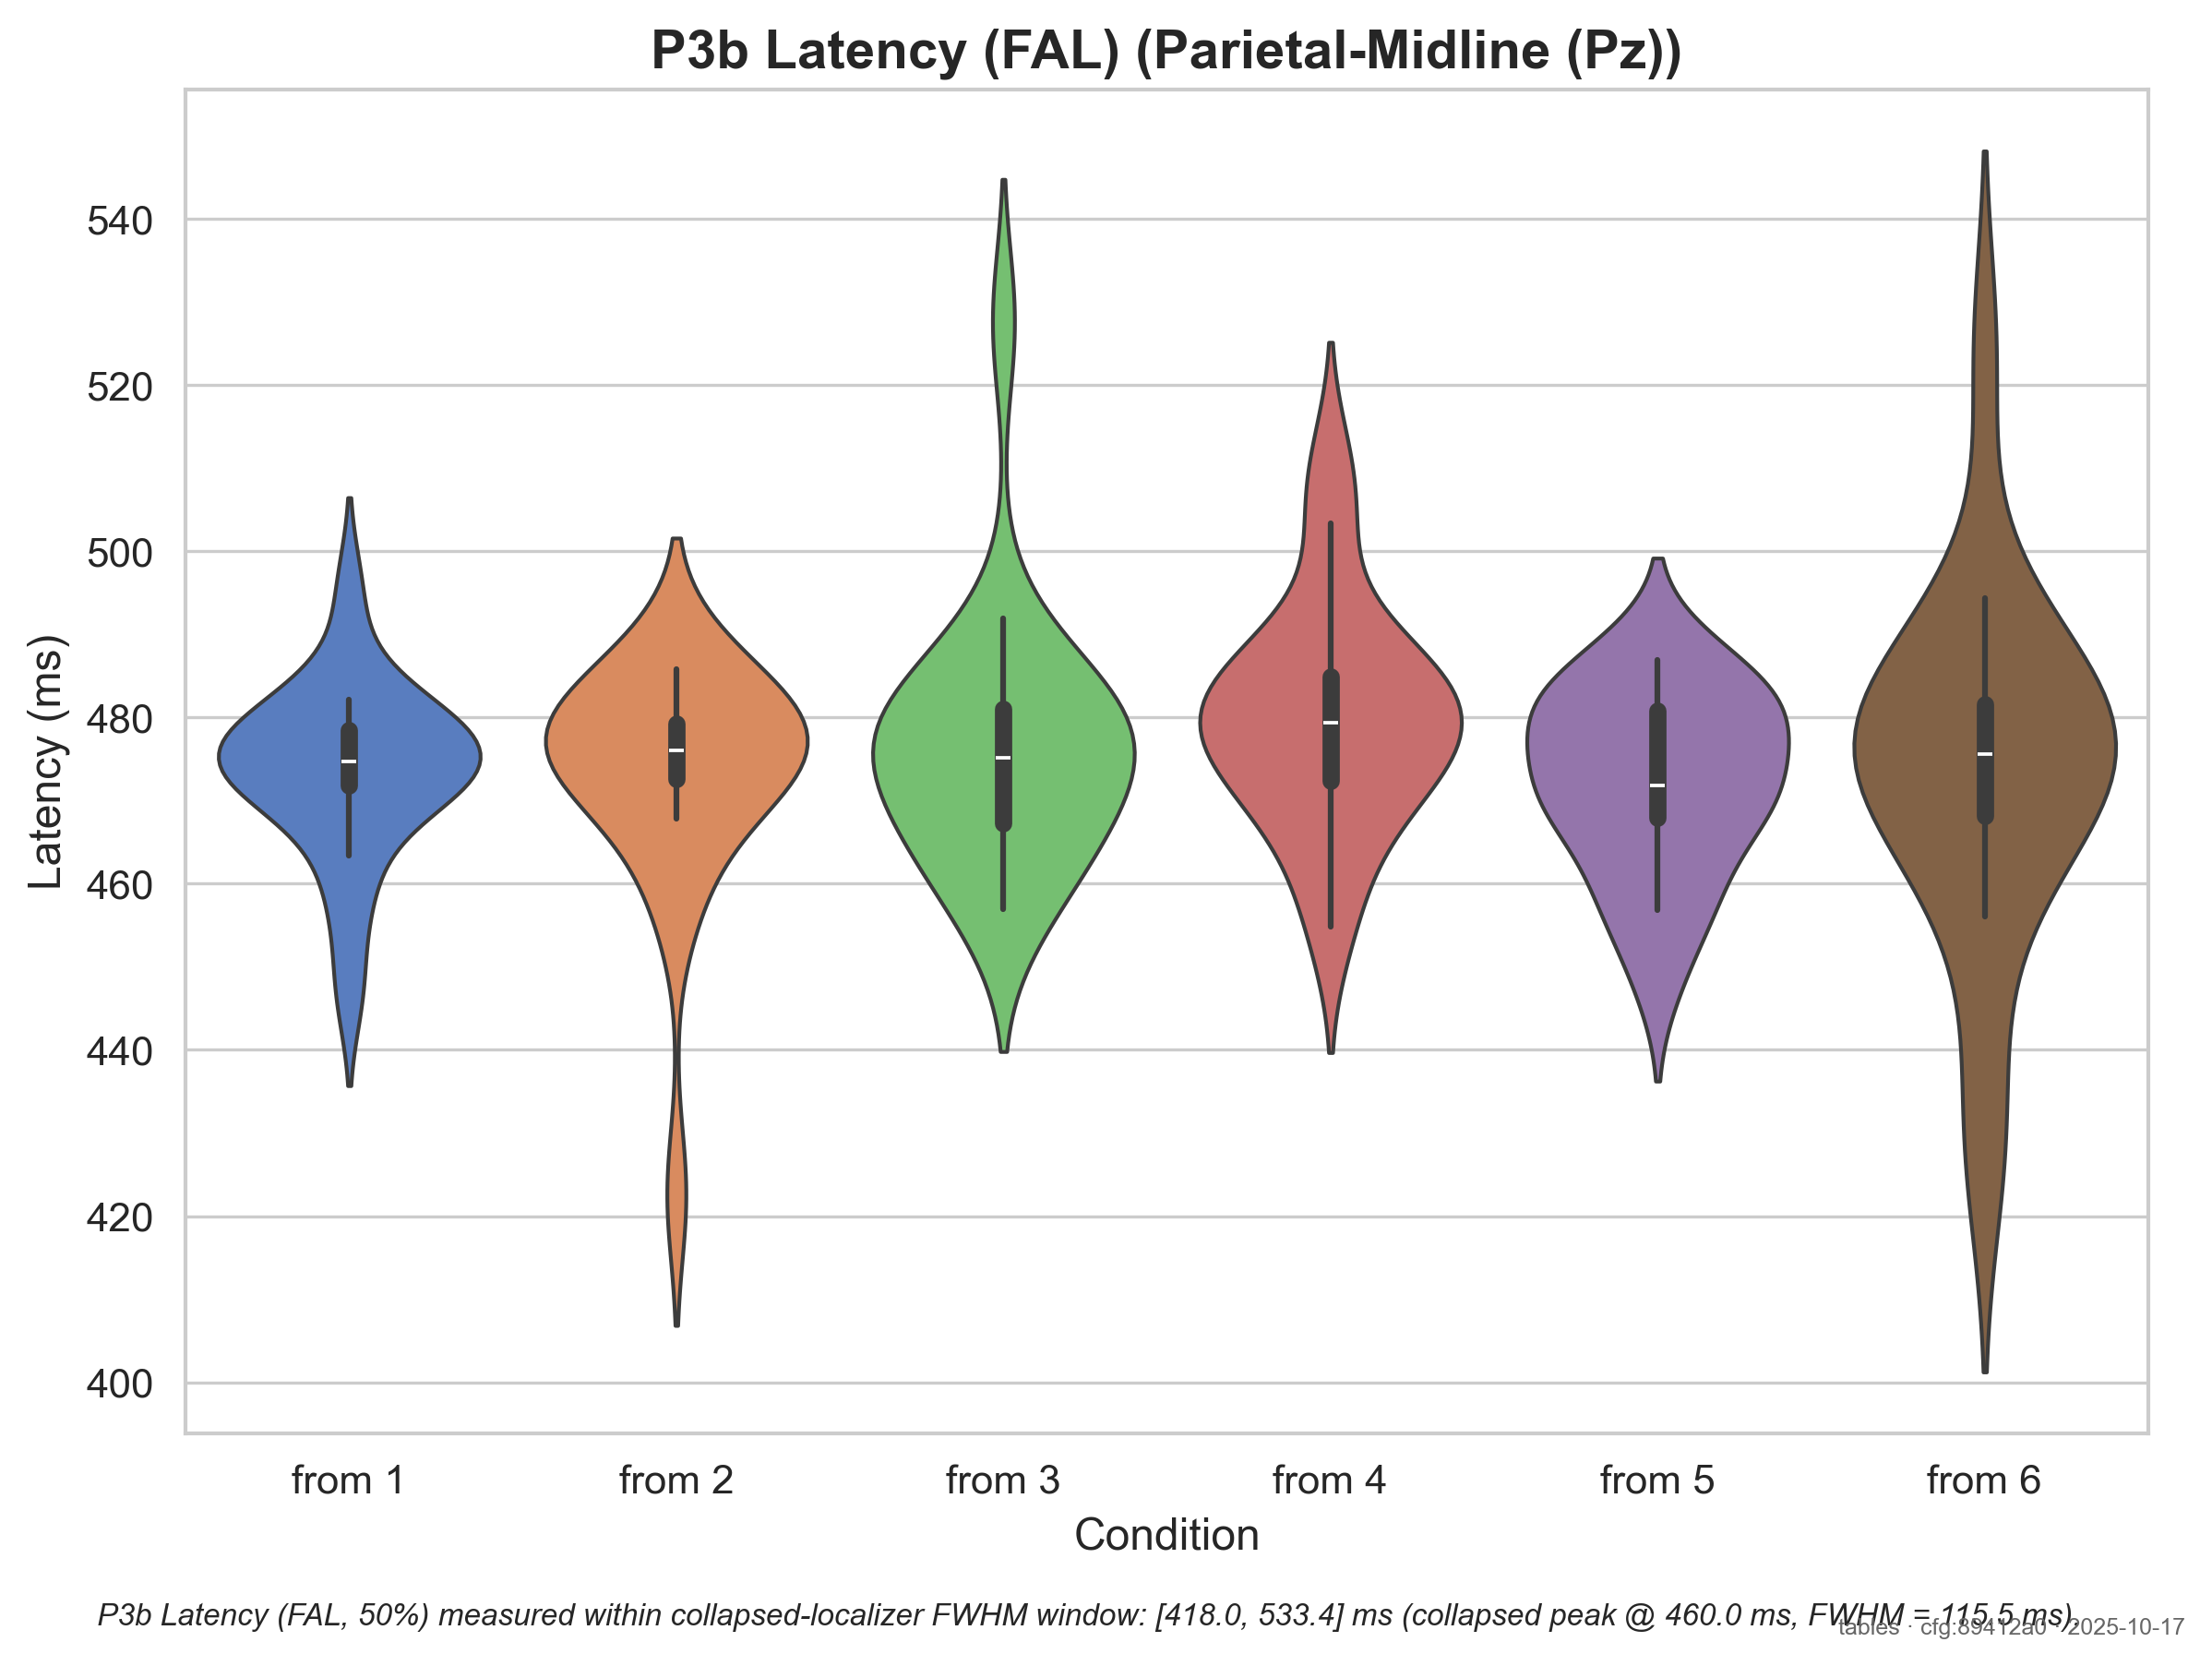 P3b Latency (FAL) (Parietal-Midline (Pz))
Latency (ms)
540
520
500
480
460
440
420
400
from 1 from 2 from 3 from 4 from 5 from 6
Condition
P3b Latency (FAL, 50%) measured within collapsed-localizer FWHM window: [418.0, 533.4] ms (collapsed peak @ 460.0 ms, FWHM = 115.5 ms).
tables · cfg:89412a0 · 2025-10-17